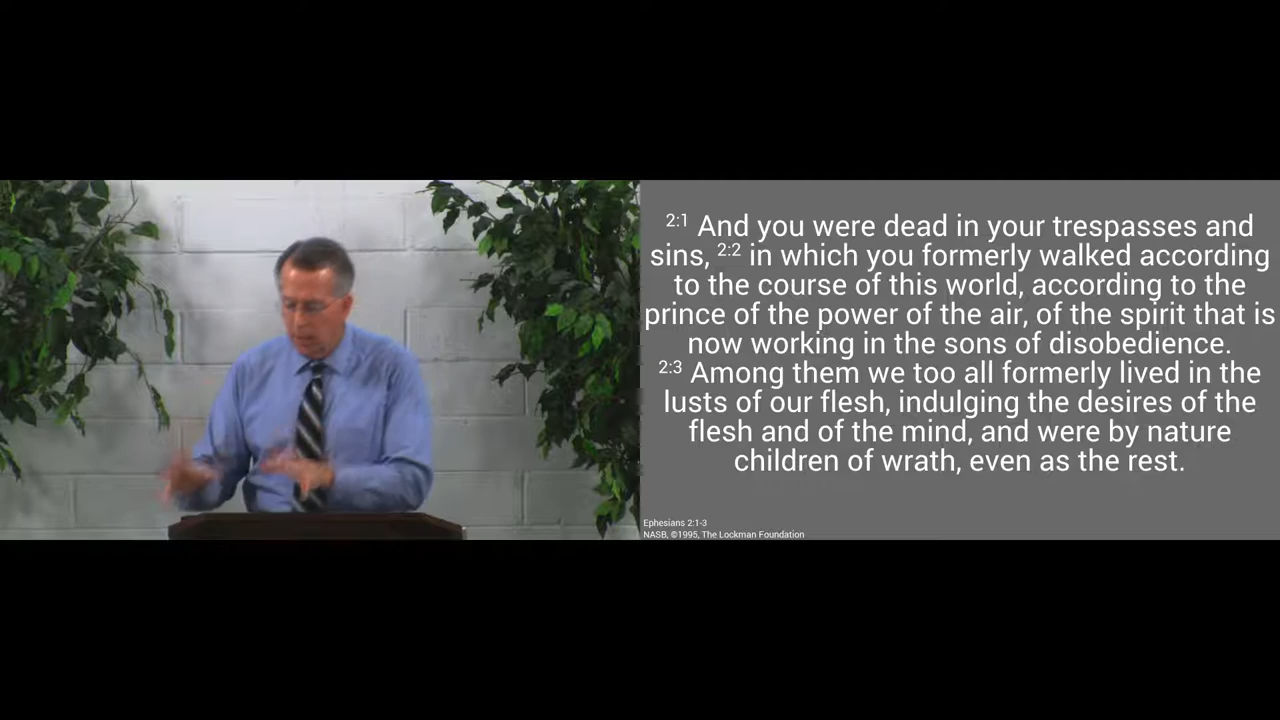 2:1 And you were dead in your trespasses and
sins, 2:2 in which you formerly walked according
to the course of this world, according to the
prince of the power of the air, of the spirit that is
now working in the sons of disobedience.
2:3 Among them we too all formerly lived in the
lusts of our flesh, indulging the desires of the
flesh and of the mind, and were by nature
children of wrath, even as the rest.
Ephesians 2:1-3
NASB, ©1995, The Lockman Foundation